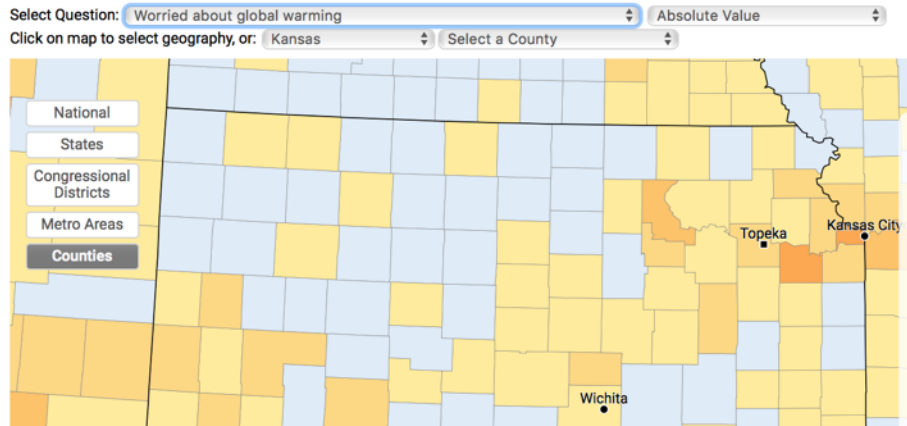 Select Question: Worried about global warming Absolute Value
Click on map to select geography, or: Kansas Select a County
National
States
Congressional
Districts
Metro Areas
Counties
Topeka
Kansas City
Wichita